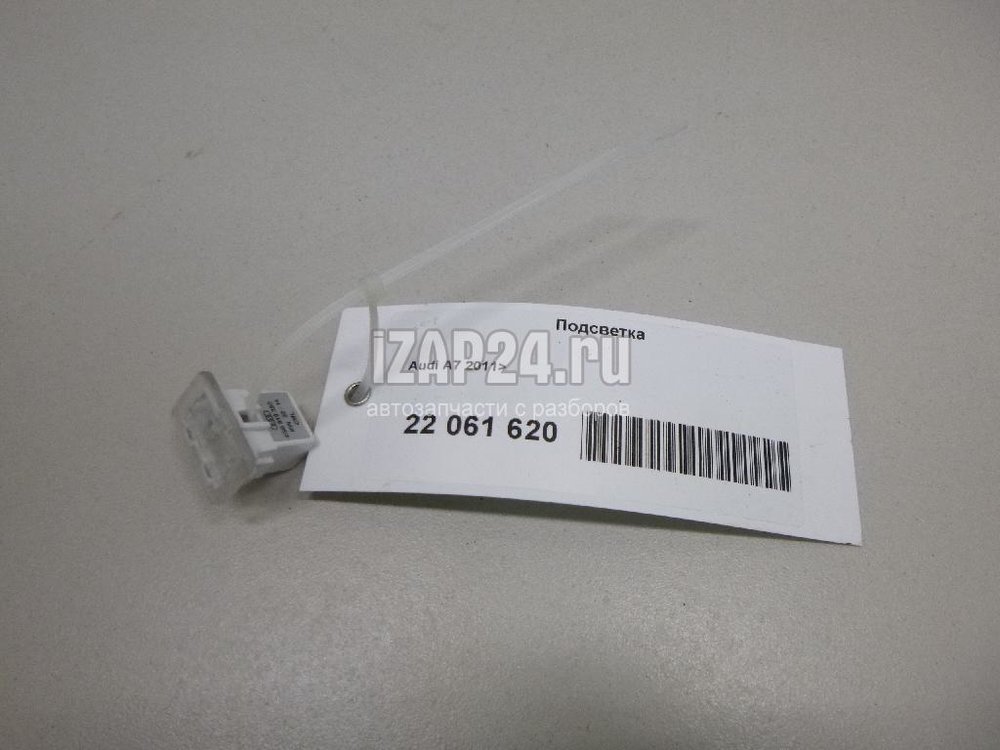 Подсветка
iZAP24.ru
Audi A7 2011>
автозапчасти с разборов
22 061 620